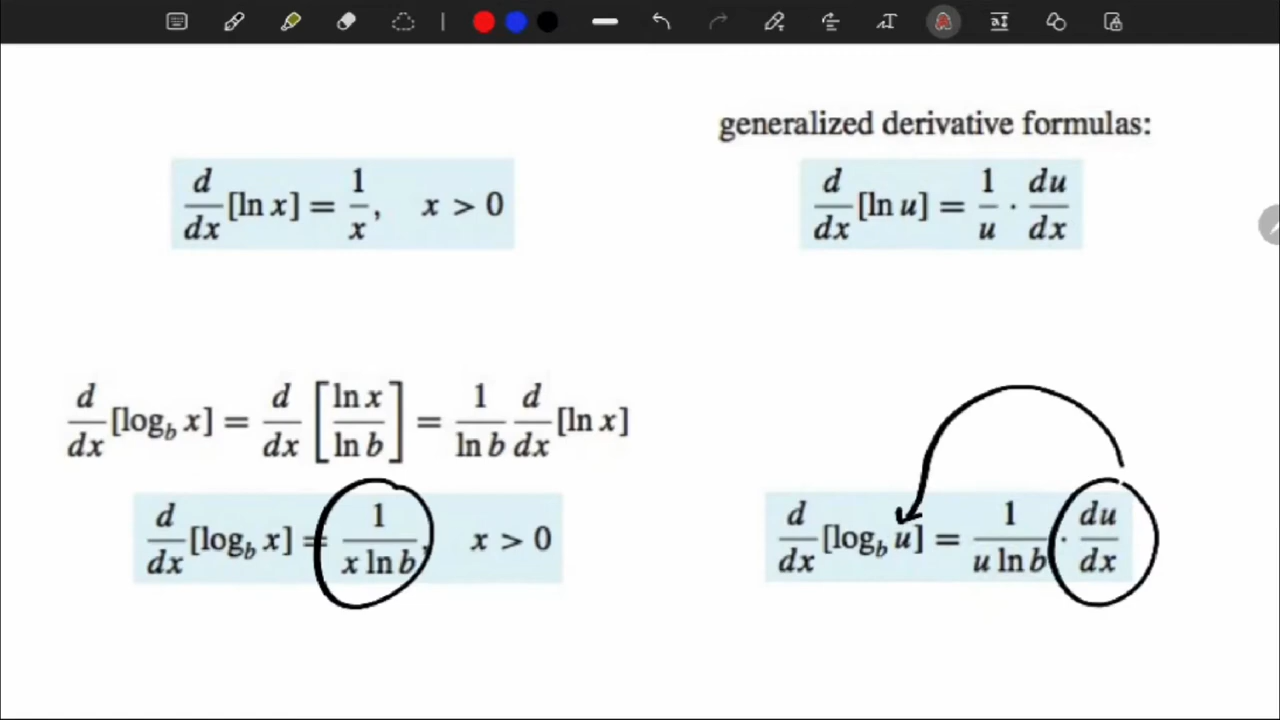 generalized derivative formulas:
d/dx [ln x] = 1/x, x > 0
d/dx [ln u] = 1/u · du/dx
d/dx [log_b x] = d/dx [ln x / ln b] = 1/ln b d/dx [ln x]
d/dx [log_b x] = 1/(x ln b), x > 0
d/dx [log_b u] = 1/(u ln b) · du/dx